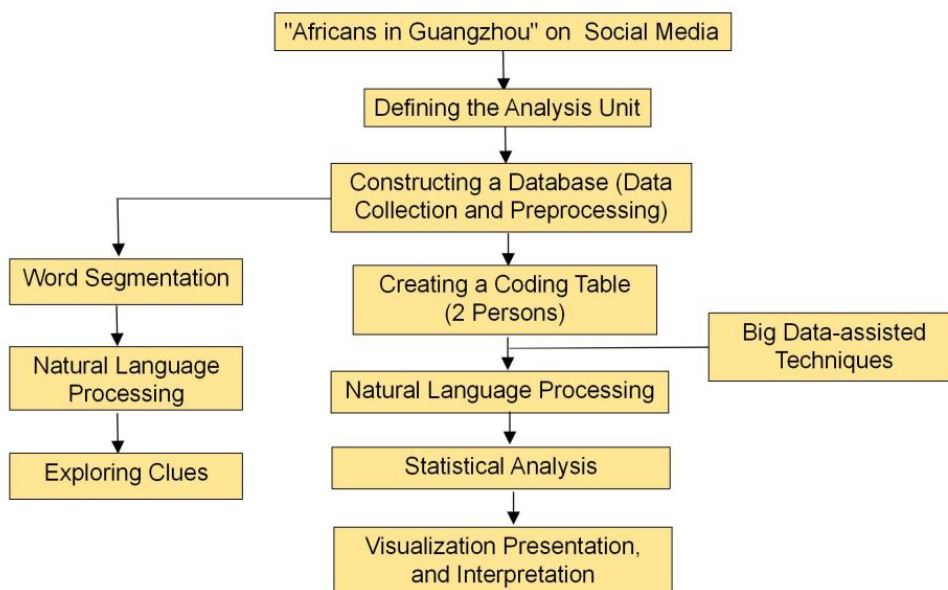 "Africans in Guangzhou" on Social Media
Defining the Analysis Unit
Constructing a Database (Data
Collection and Preprocessing)
Word Segmentation
Natural Language
Processing
Exploring Clues
Creating a Coding Table
(2 Persons)
Big Data-assisted
Techniques
Natural Language Processing
Statistical Analysis
Visualization Presentation,
and Interpretation